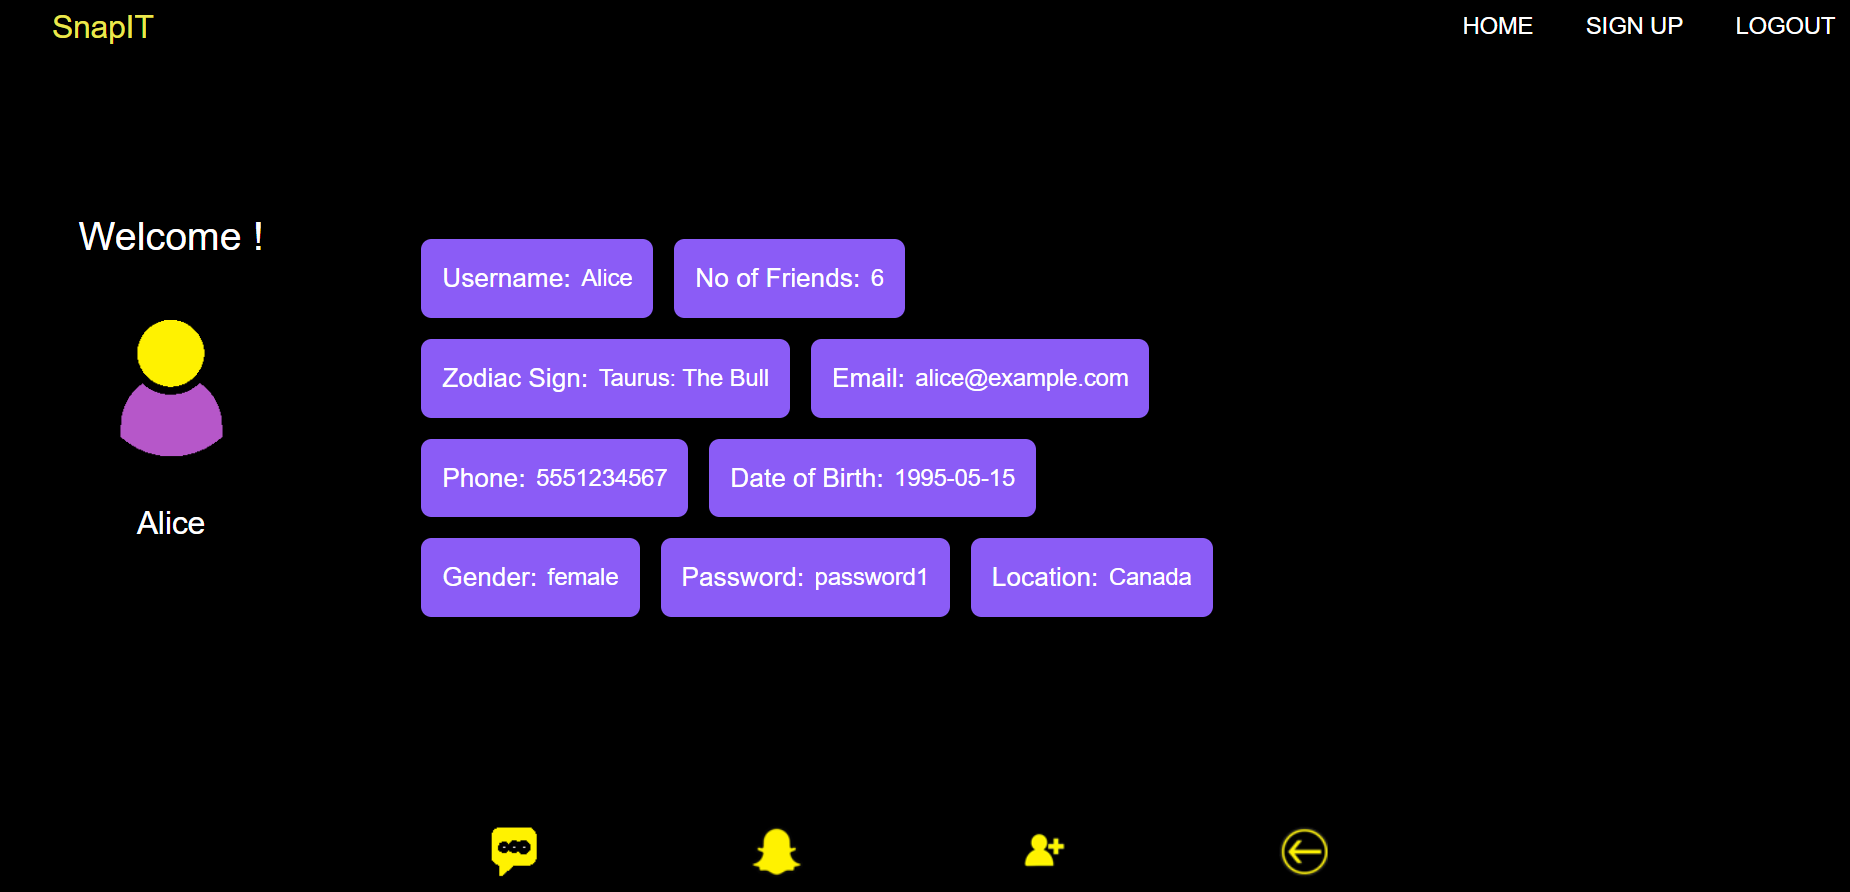 SnapIT
HOME SIGN UP LOGOUT
Welcome !
Alice
Username: Alice
No of Friends: 6
Zodiac Sign: Taurus: The Bull
Email: alice@example.com
Phone: 5551234567
Date of Birth: 1995-05-15
Gender: female
Password: password1
Location: Canada